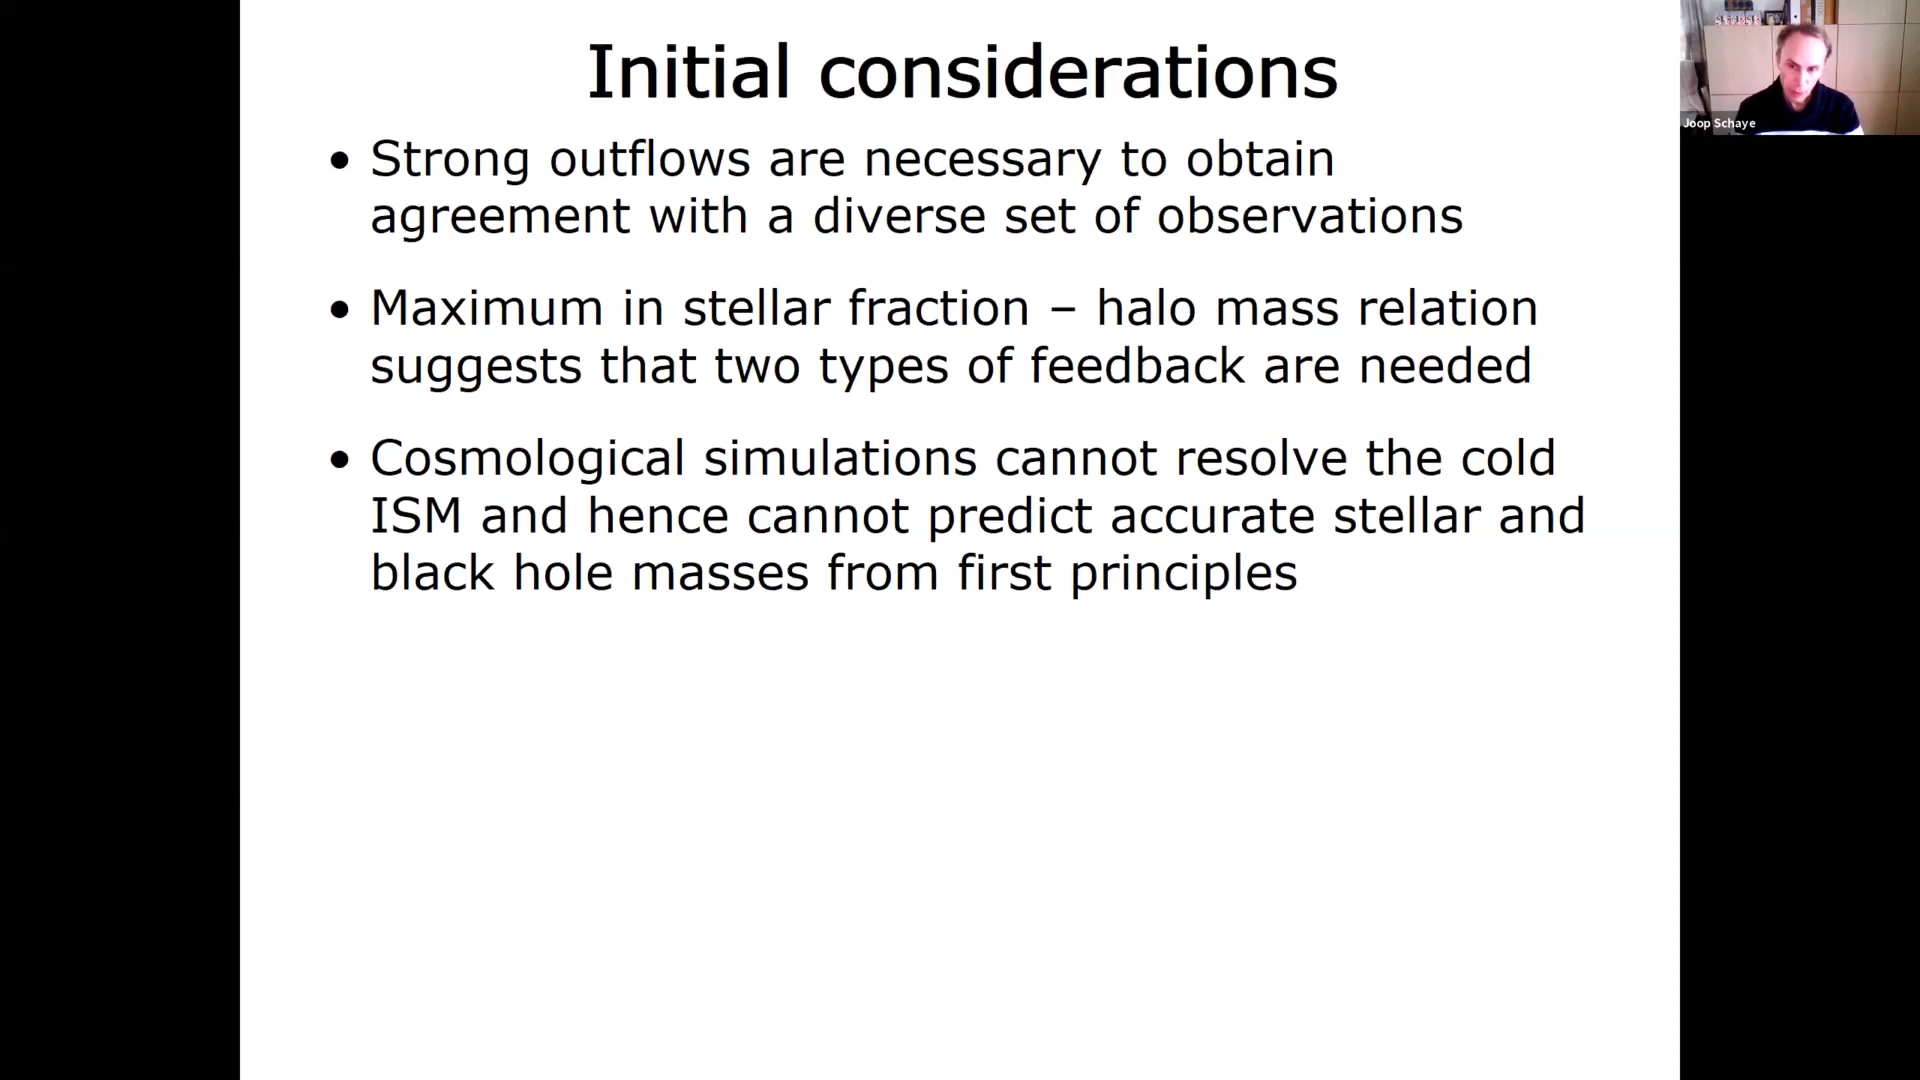 Initial considerations
• Strong outflows are necessary to obtain
agreement with a diverse set of observations
• Maximum in stellar fraction – halo mass relation
suggests that two types of feedback are needed
• Cosmological simulations cannot resolve the cold
ISM and hence cannot predict accurate stellar and
black hole masses from first principles
Joop Schaye